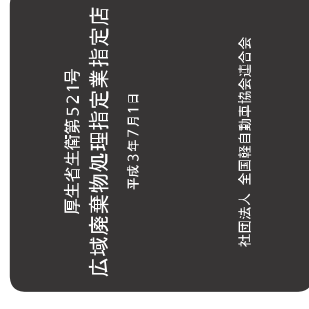 厚生省生衛第521号
広域廃棄物処理指定業指定店
平成3年7月1日
社団法人 全国軽自動車協会連合会